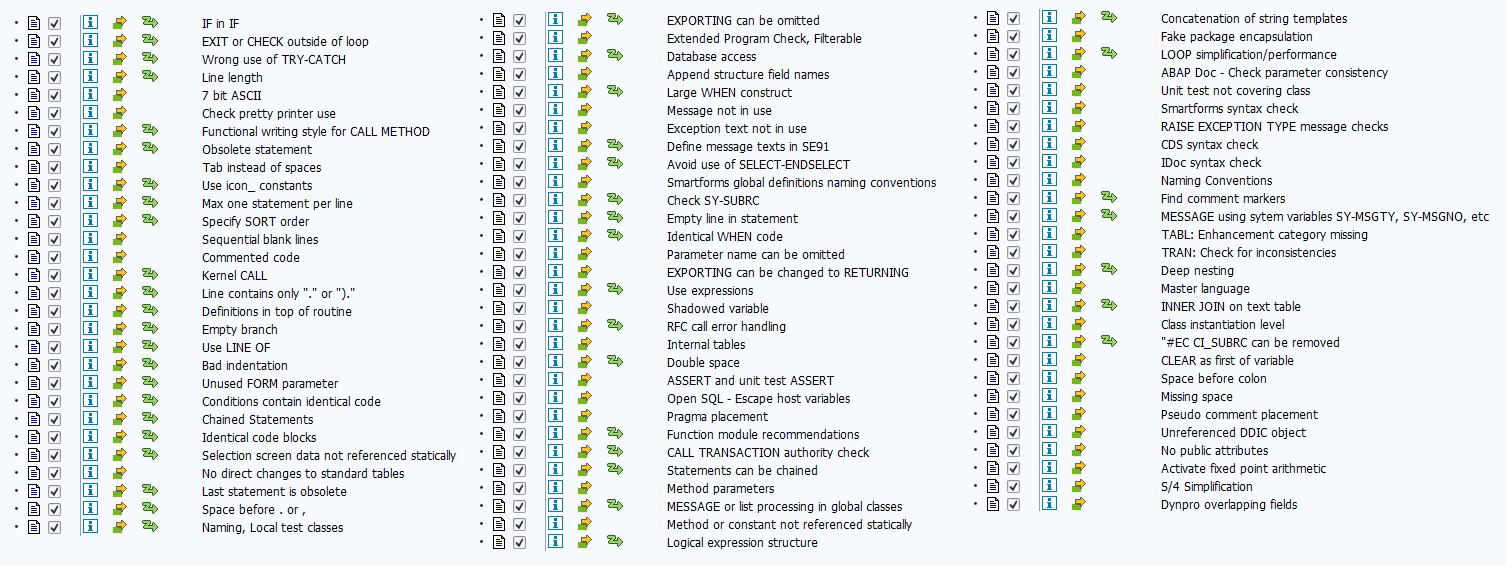 IF in IF
EXIT or CHECK outside of loop
Wrong use of TRY-CATCH
Line length
7 bit ASCII
Check pretty printer use
Functional writing style for CALL METHOD
Obsolete statement
Tab instead of spaces
Use icon_ constants
Max one statement per line
Specify SORT order
Sequential blank lines
Commented code
Kernel CALL
Line contains only "." or ")."
Definitions in top of routine
Empty branch
Use LINE OF
Bad indentation
Unused FORM parameter
Conditions contain identical code
Chained Statements
Identical code blocks
Selection screen data not referenced statically
No direct changes to standard tables
Last statement is obsolete
Space before . or ,
Naming, Local test classes
EXPORTING can be omitted
Extended Program Check, Filterable
Database access
Append structure field names
Large WHEN construct
Message not in use
Exception text not in use
Define message texts in SE91
Avoid use of SELECT-ENDSELECT
Smartforms global definitions naming conventions
Check SY-SUBRC
Empty line in statement
Identical WHEN code
Parameter name can be omitted
EXPORTING can be changed to RETURNING
Use expressions
Shadowed variable
RFC call error handling
Internal tables
Double space
ASSERT and unit test ASSERT
Open SQL - Escape host variables
Pragma placement
Function module recommendations
CALL TRANSACTION authority check
Statements can be chained
Method parameters
MESSAGE or list processing in global classes
Method or constant not referenced statically
Logical expression structure
Concatenation of string templates
Fake package encapsulation
LOOP simplification/performance
ABAP Doc - Check parameter consistency
Unit test not covering class
Smartforms syntax check
RAISE EXCEPTION TYPE message checks
CDS syntax check
IDoc syntax check
Naming Conventions
Find comment markers
MESSAGE using sytem variables SY-MSGTY, SY-MSGNO, etc
TABL: Enhancement category missing
TRAN: Check for inconsistencies
Deep nesting
Master language
INNER JOIN on text table
Class instantiation level
"#EC CI_SUBRC can be removed
CLEAR as first of variable
Space before colon
Missing space
Pseudo comment placement
Unreferenced DDIC object
No public attributes
Activate fixed point arithmetic
S/4 Simplification
Dynpro overlapping fields